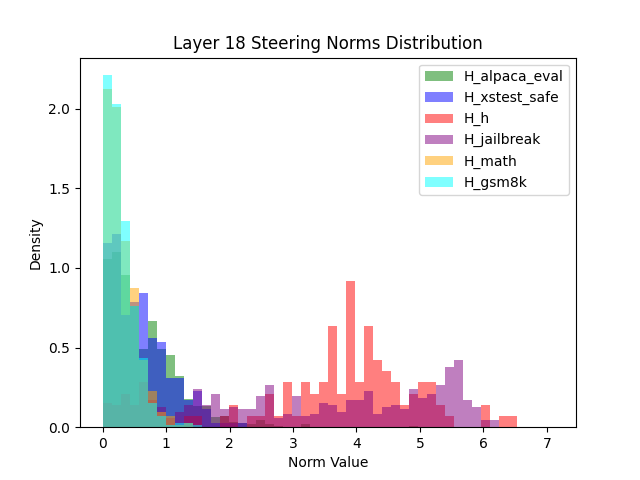 Layer 18 Steering Norms Distribution
H_alpaca_eval
H_xstest_safe
H_h
H_jailbreak
H_math
H_gsm8k
Density
2.0
1.5
1.0
0.5
0.0
0 1 2 3 4 5 6 7
Norm Value